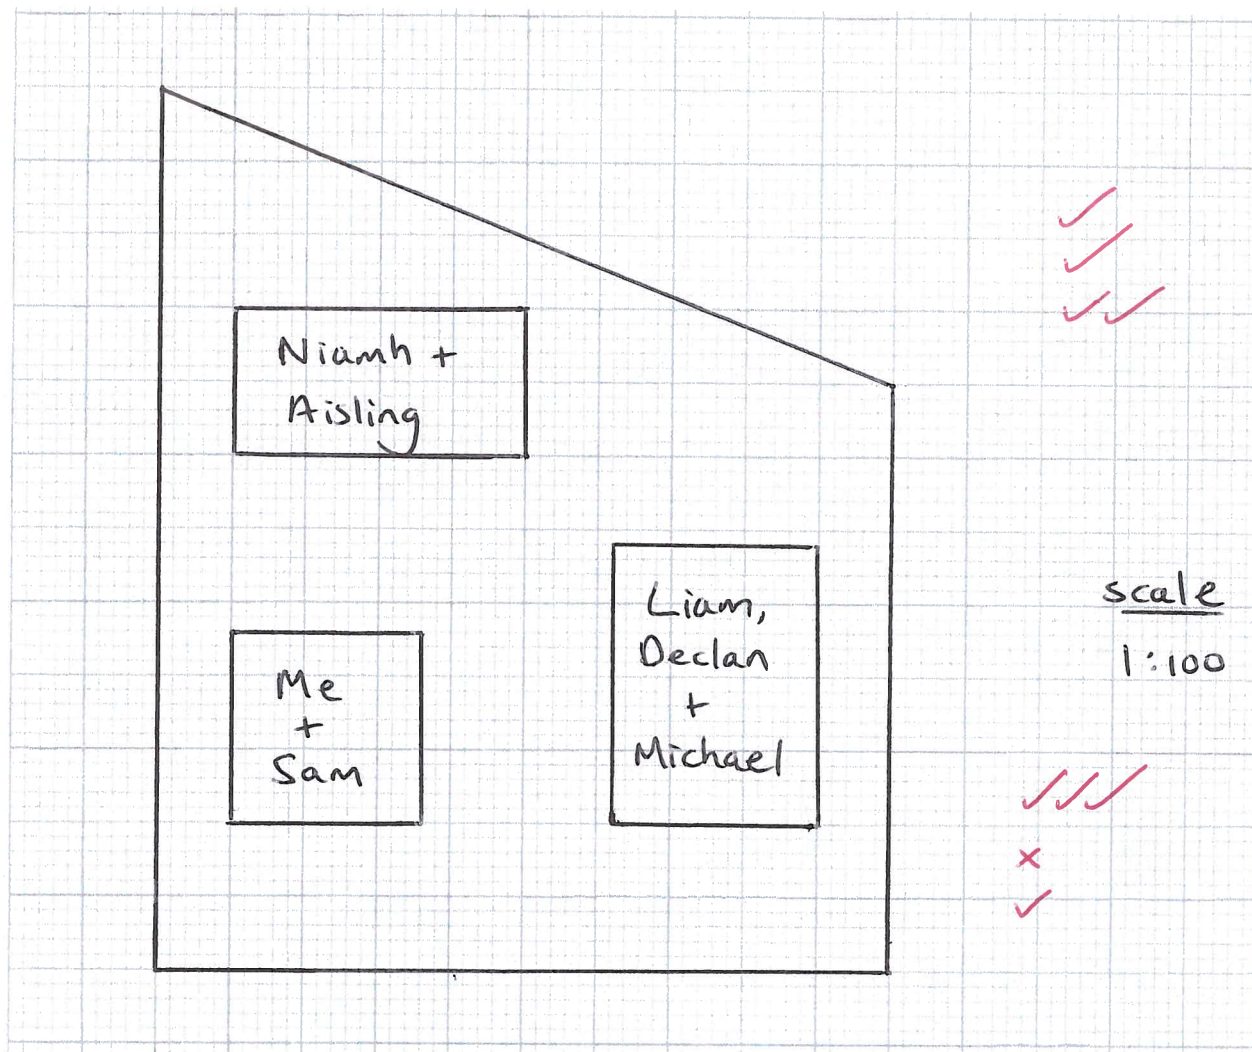 Niamh +
Aisling
Liam,
Declan
+
Michael
Me
+
Sam
scale
1:100